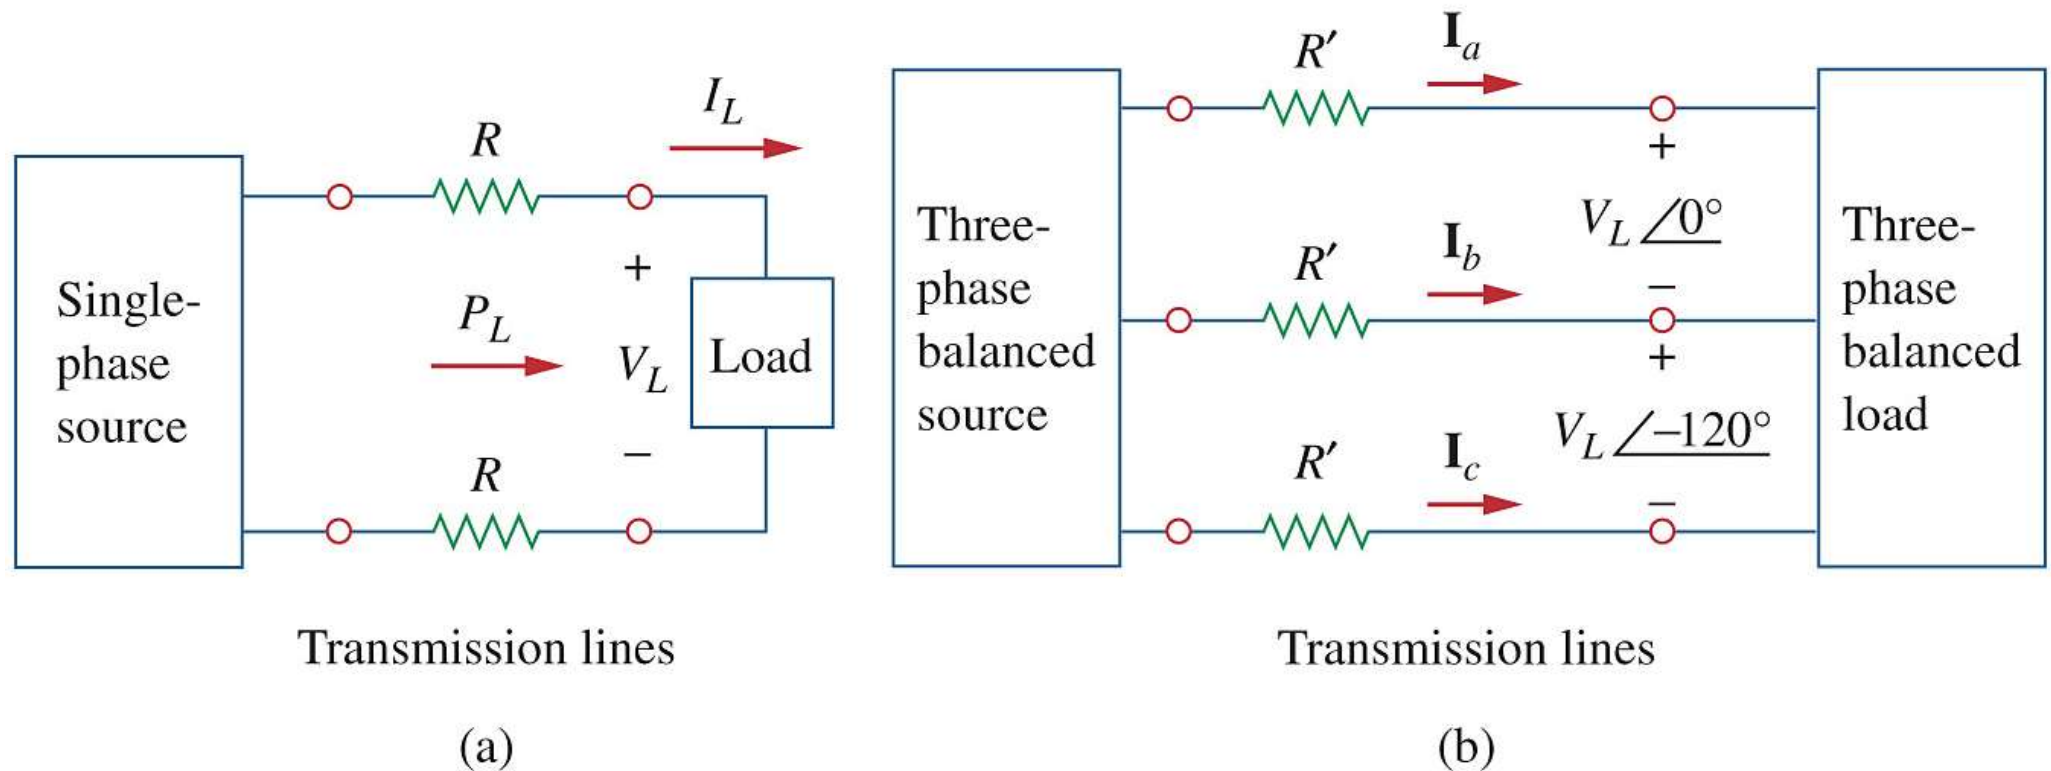 I_L
R
Single-
phase
source
P_L
+
V_L
−
Load
R
Transmission lines
(a)
R′
I_a
Three-
phase
balanced
source
+
V_L ∠0°
−
R′
I_b
+
V_L ∠−120°
−
R′
I_c
Three-
phase
balanced
load
Transmission lines
(b)